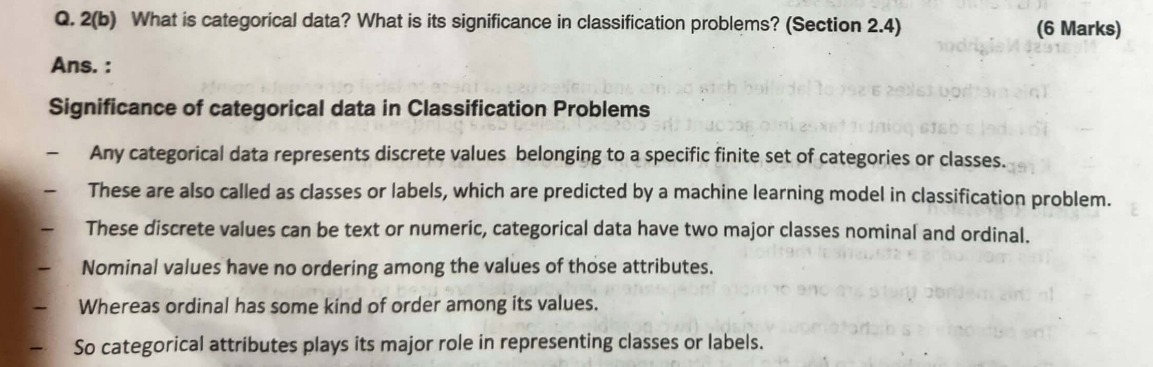 Q. 2(b) What is categorical data? What is its significance in classification problems? (Section 2.4) (6 Marks)
Ans. :
Significance of categorical data in Classification Problems
– Any categorical data represents discrete values belonging to a specific finite set of categories or classes.
– These are also called as classes or labels, which are predicted by a machine learning model in classification problem.
– These discrete values can be text or numeric, categorical data have two major classes nominal and ordinal.
– Nominal values have no ordering among the values of those attributes.
– Whereas ordinal has some kind of order among its values.
– So categorical attributes plays its major role in representing classes or labels.